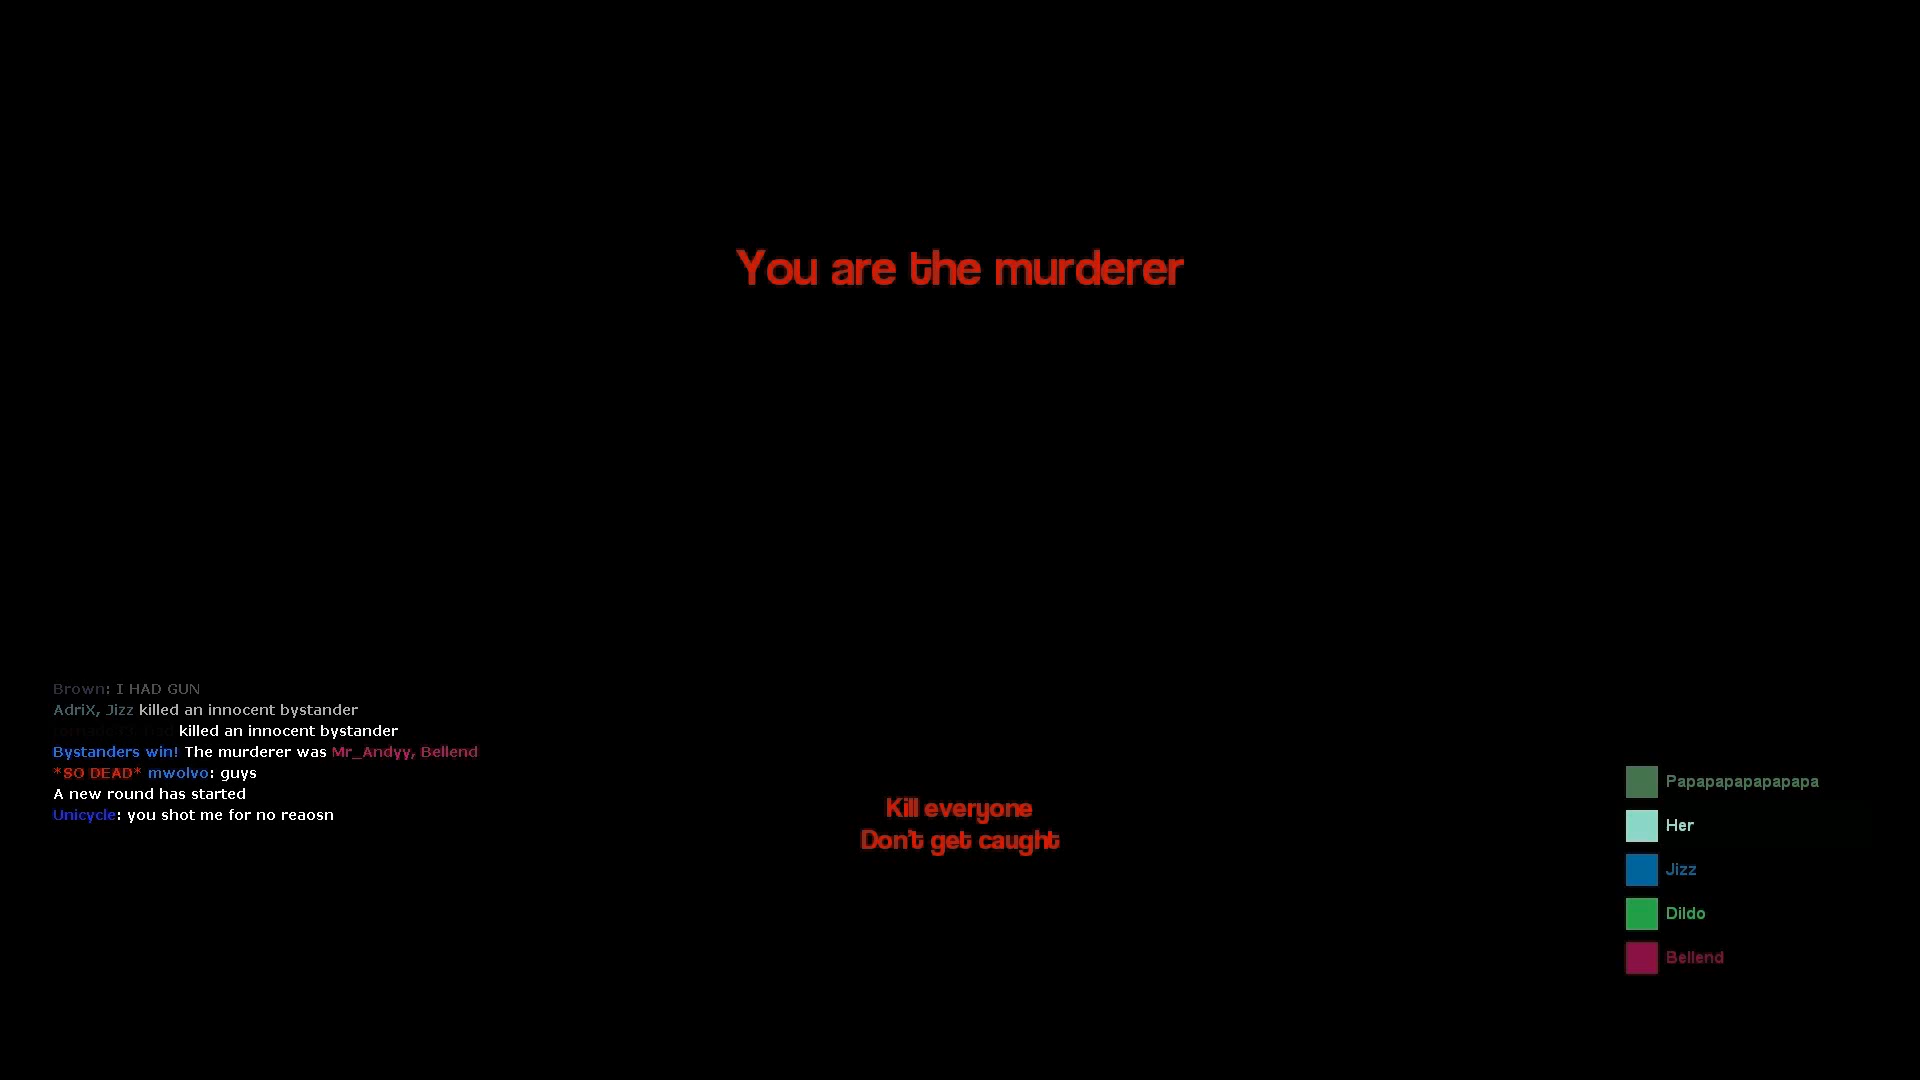 You are the murderer
Brown: I HAD GUN
AdriX, Jizz killed an innocent bystander
killed an innocent bystander
Bystanders win! The murderer was Mr_Andyy, Bellend
*SO DEAD* mwolvo: guys
A new round has started
Unicycle: you shot me for no reaosn
Kill everyone
Don't get caught
Papapapapapapapa
Her
Jizz
Dildo
Bellend